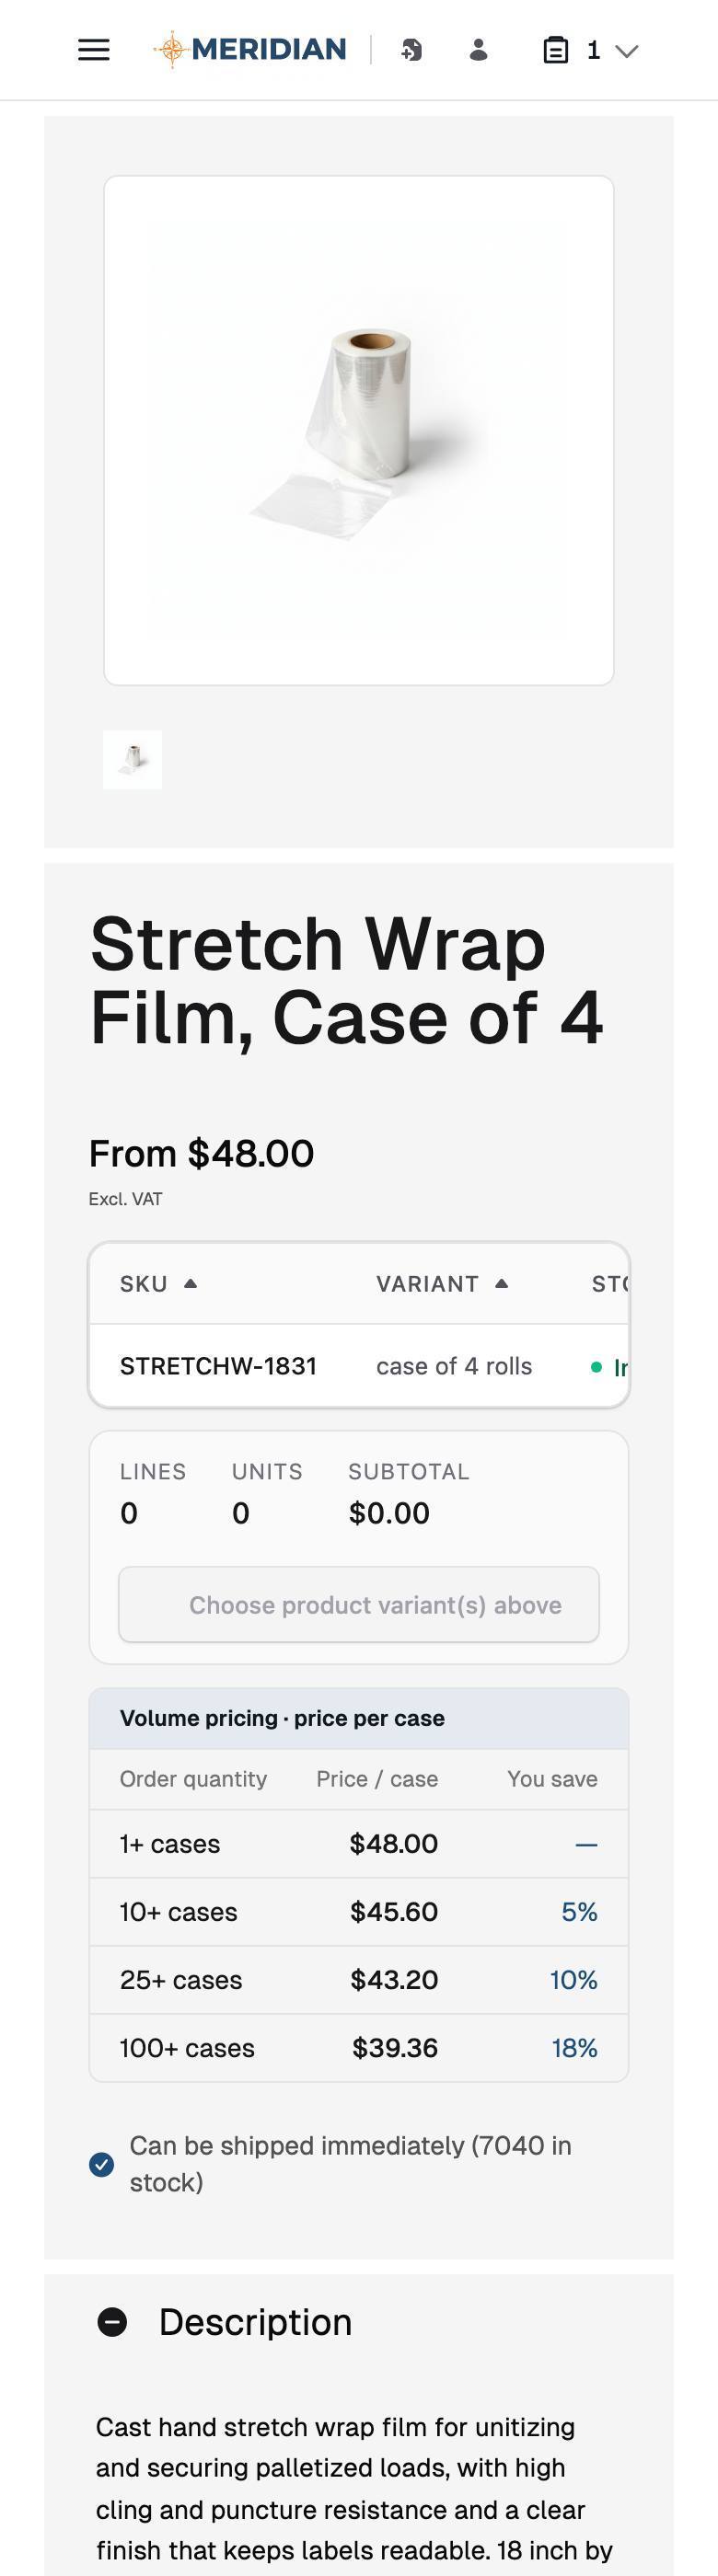 MERIDIAN 1
Stretch Wrap
Film, Case of 4
From $48.00
Excl. VAT
SKU VARIANT STO
STRETCHW-1831 case of 4 rolls In
LINES UNITS SUBTOTAL
0 0 $0.00
Choose product variant(s) above
Volume pricing · price per case
Order quantity Price / case You save
1+ cases $48.00 —
10+ cases $45.60 5%
25+ cases $43.20 10%
100+ cases $39.36 18%
Can be shipped immediately (7040 in
stock)
Description
Cast hand stretch wrap film for unitizing
and securing palletized loads, with high
cling and puncture resistance and a clear
finish that keeps labels readable. 18 inch by